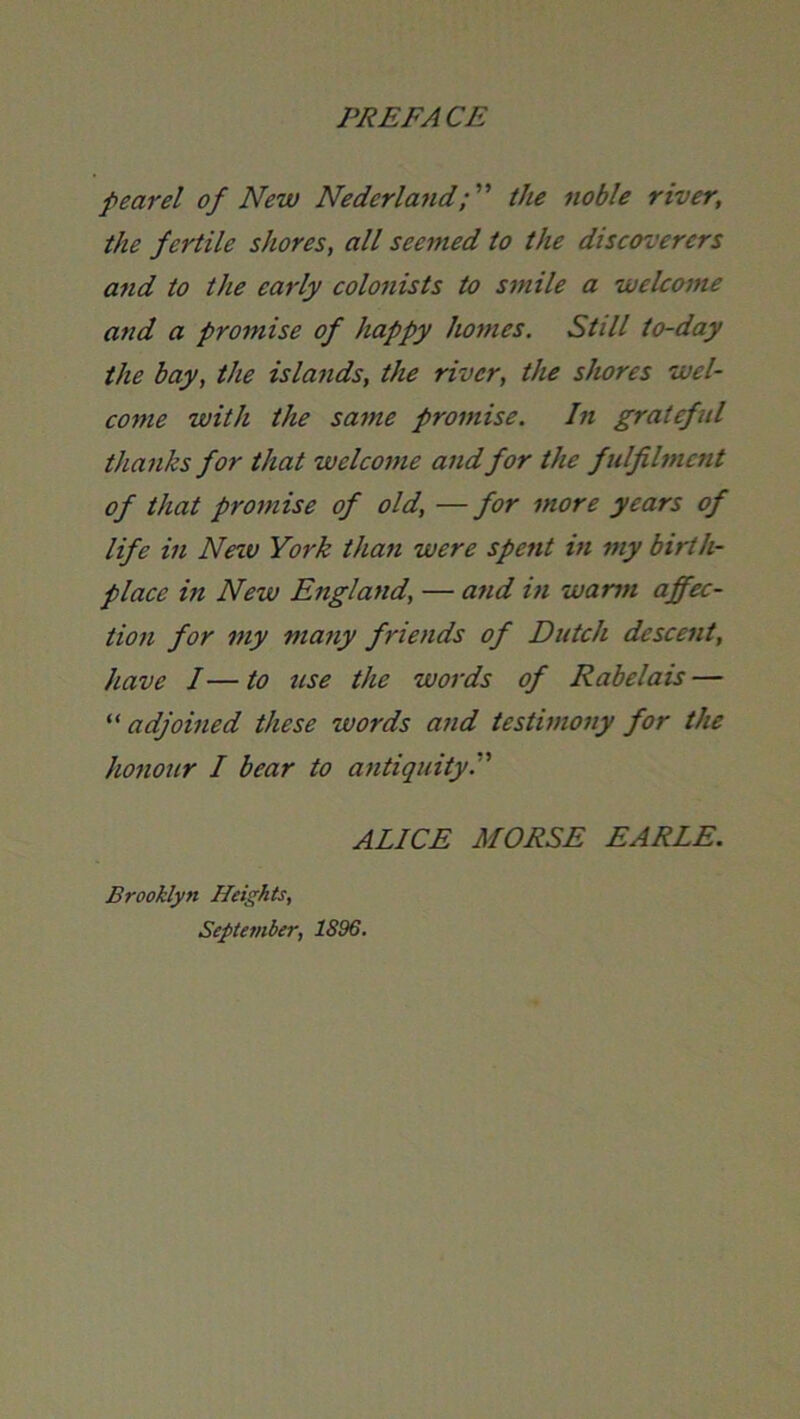 PREFACE
pearel of New Nederland;" the noble river,
the fertile shores, all seemed to the discoverers
and to the early colonists to smile a welcome
and a promise of happy homes. Still to-day
the bay, the islands, the river, the shores wel-
come with the same promise. In grateful
thanks for that welcome and for the fulfilment
of that promise of old, — for more years of
life in New York than were spent in my birth-
place in New England, — and in warm affec-
tion for my many friends of Dutch descent,
have I — to use the words of Rabelais —
"adjoined these words and testimony for the
honour I bear to antiquity."
ALICE MORSE EARLE.
Brooklyn Heights,
September, 1896.